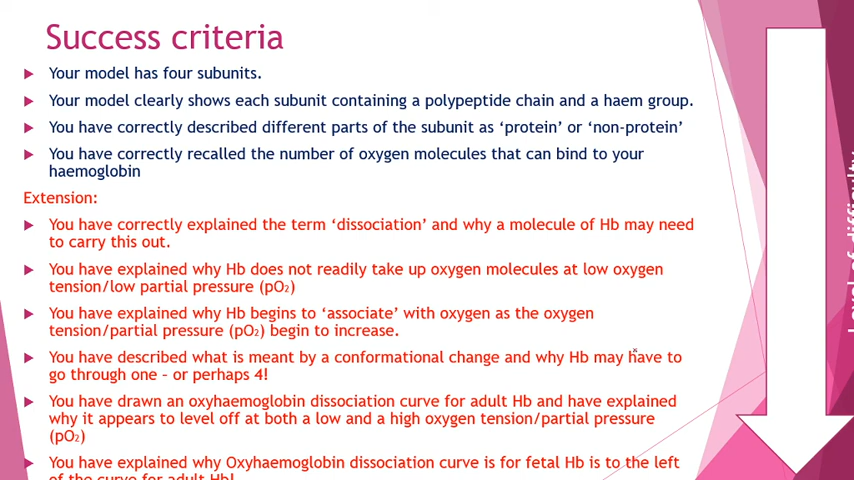 Success criteria
Your model has four subunits.
Your model clearly shows each subunit containing a polypeptide chain and a haem group.
You have correctly described different parts of the subunit as ‘protein’ or ‘non-protein’
You have correctly recalled the number of oxygen molecules that can bind to your
haemoglobin
Extension:
You have correctly explained the term ‘dissociation’ and why a molecule of Hb may need
to carry this out.
You have explained why Hb does not readily take up oxygen molecules at low oxygen
tension/low partial pressure (pO₂)
You have explained why Hb begins to ‘associate’ with oxygen as the oxygen
tension/partial pressure (pO₂) begin to increase.
You have described what is meant by a conformational change and why Hb may have to
go through one – or perhaps 4!
You have drawn an oxyhaemoglobin dissociation curve for adult Hb and have explained
why it appears to level off at both a low and a high oxygen tension/partial pressure
(pO₂)
You have explained why Oxyhaemoglobin dissociation curve is for fetal Hb is to the left
of the curve for adult Hb!
Level of difficulty